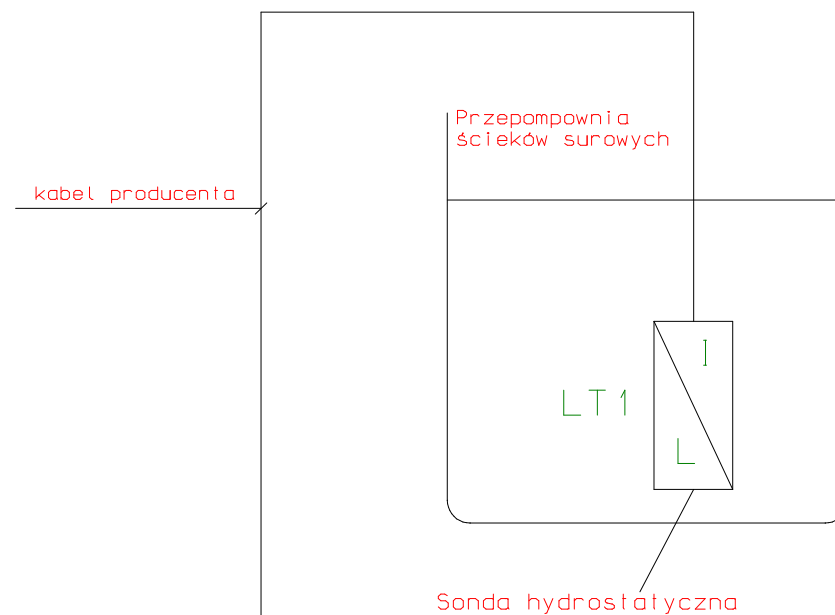 Przepompownia
ścieków surowych
kabel producenta
I
LT1
L
Sonda hydrostatyczna